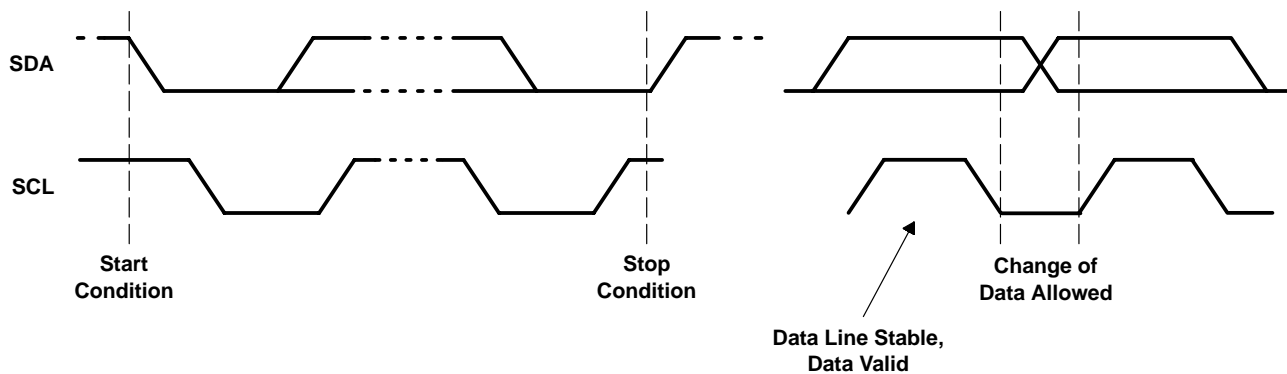 SDA
SCL
Start
Condition
Stop
Condition
Change of
Data Allowed
Data Line Stable,
Data Valid